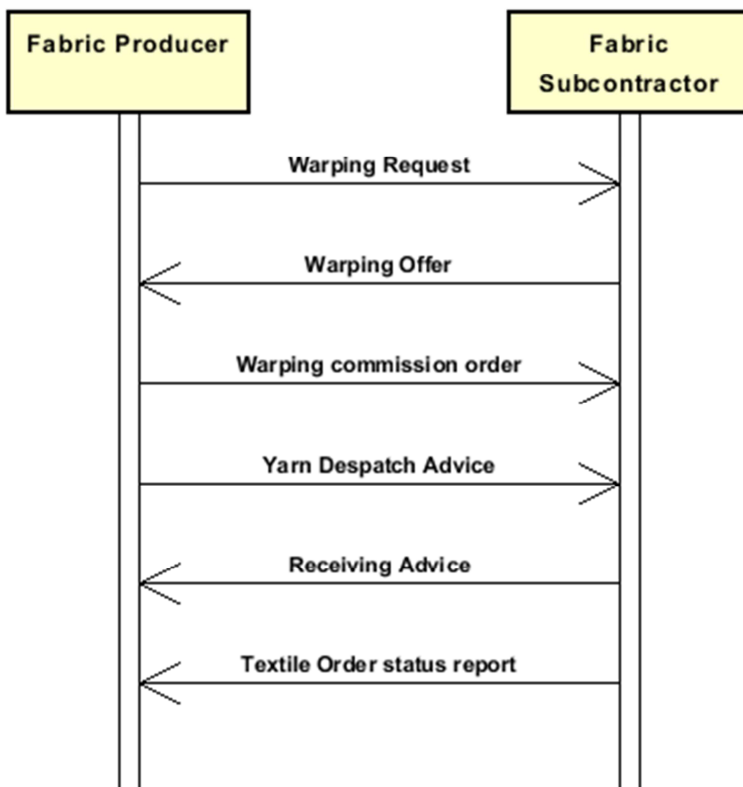 Fabric Producer
Fabric
Subcontractor
Warping Request
Warping Offer
Warping commission order
Yarn Despatch Advice
Receiving Advice
Textile Order status report